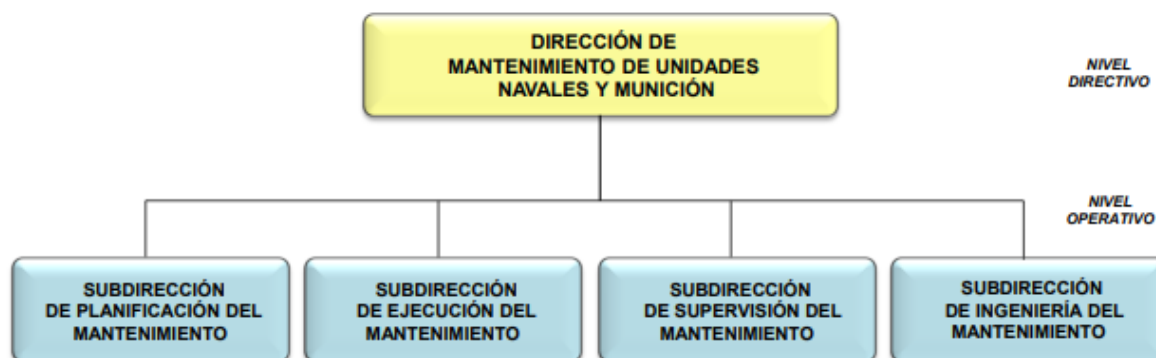 DIRECCIÓN DE
MANTENIMIENTO DE UNIDADES
NAVALES Y MUNICIÓN
NIVEL
DIRECTIVO
NIVEL
OPERATIVO
SUBDIRECCIÓN
DE PLANIFICACIÓN DEL
MANTENIMIENTO
SUBDIRECCIÓN
DE EJECUCIÓN DEL
MANTENIMIENTO
SUBDIRECCIÓN
DE SUPERVISIÓN DEL
MANTENIMIENTO
SUBDIRECCIÓN
DE INGENIERÍA DEL
MANTENIMIENTO